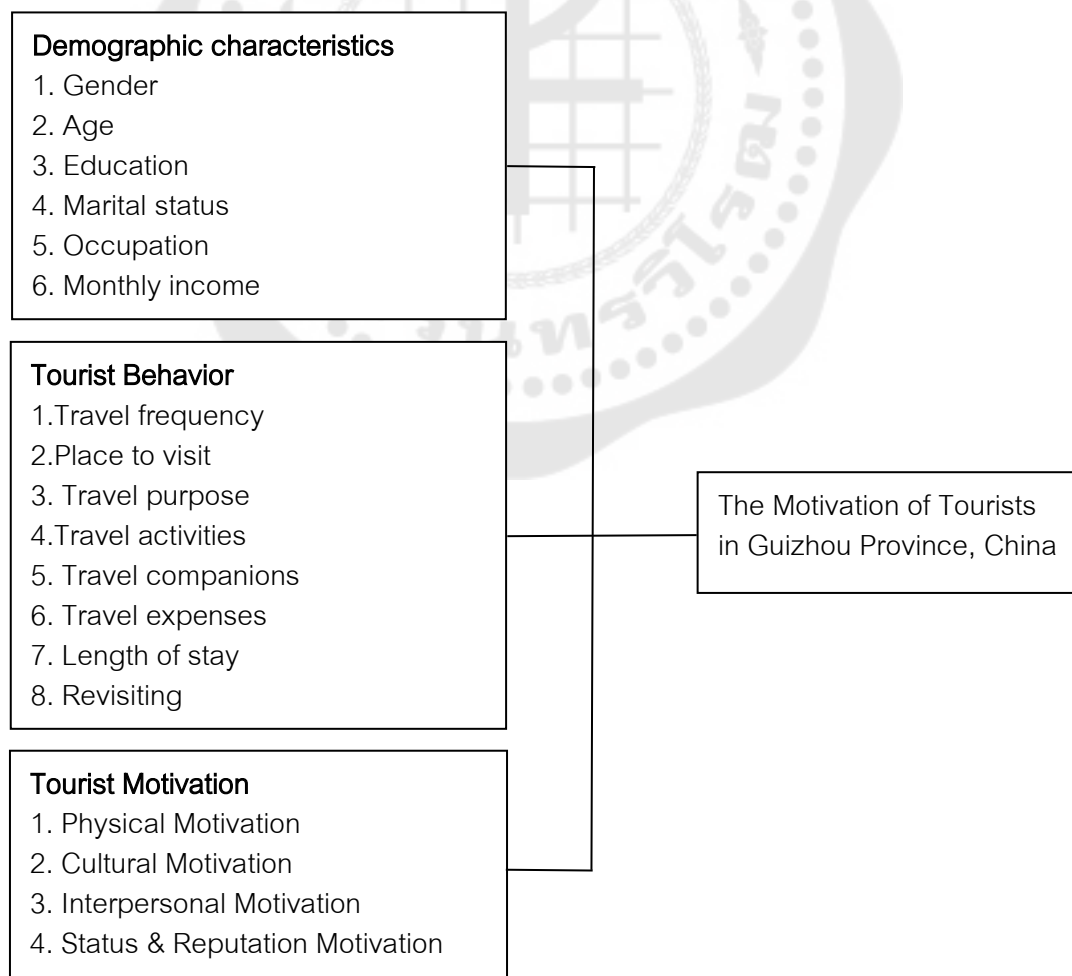 Demographic characteristics
1. Gender
2. Age
3. Education
4. Marital status
5. Occupation
6. Monthly income
Tourist Behavior
1.Travel frequency
2.Place to visit
3. Travel purpose
4.Travel activities
5. Travel companions
6. Travel expenses
7. Length of stay
8. Revisiting
The Motivation of Tourists
in Guizhou Province, China
Tourist Motivation
1. Physical Motivation
2. Cultural Motivation
3. Interpersonal Motivation
4. Status & Reputation Motivation